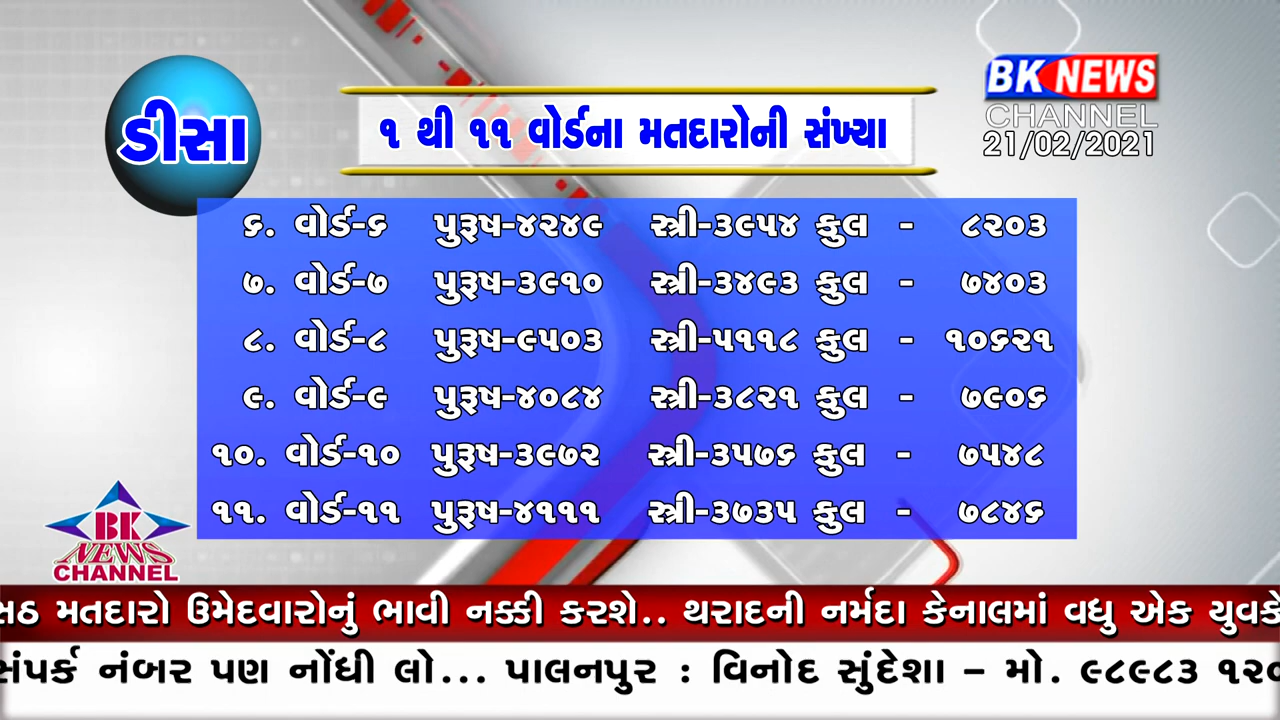 ડીસા
૧ થી ૧૧ વોર્ડના મતદારોની સંખ્યા
BK NEWS
CHANNEL
21/02/2021
૬. વોર્ડ-૬ પુરૂષ-૪૨૪૯ સ્ત્રી-૩૯૫૪ કુલ - ૮૨૦૩
૭. વોર્ડ-૭ પુરૂષ-૩૯૧૦ સ્ત્રી-૩૪૯૩ કુલ - ૭૪૦૩
૮. વોર્ડ-૮ પુરૂષ-૯૫૦૩ સ્ત્રી-૫૧૧૮ કુલ - ૧૦૬૨૧
૯. વોર્ડ-૯ પુરૂષ-૪૦૮૪ સ્ત્રી-૩૮૨૧ કુલ - ૭૯૦૬
૧૦. વોર્ડ-૧૦ પુરૂષ-૩૯૭૨ સ્ત્રી-૩૫૭૬ કુલ - ૭૫૪૮
૧૧. વોર્ડ-૧૧ પુરૂષ-૪૧૧૧ સ્ત્રી-૩૭૩૫ કુલ - ૭૮૪૬
BK
NEWS
CHANNEL
મતદારો ઉમેદવારોનું ભાવી નક્કી કરશે.. થરાદની નર્મદા કેનાલમાં વધુ એક યુવકે
સંપર્ક નંબર પણ નોંધી લો... પાલનપુર : વિનોદ સુંદેશા – મો. ૯૮૯૮૩ ૧૨૦